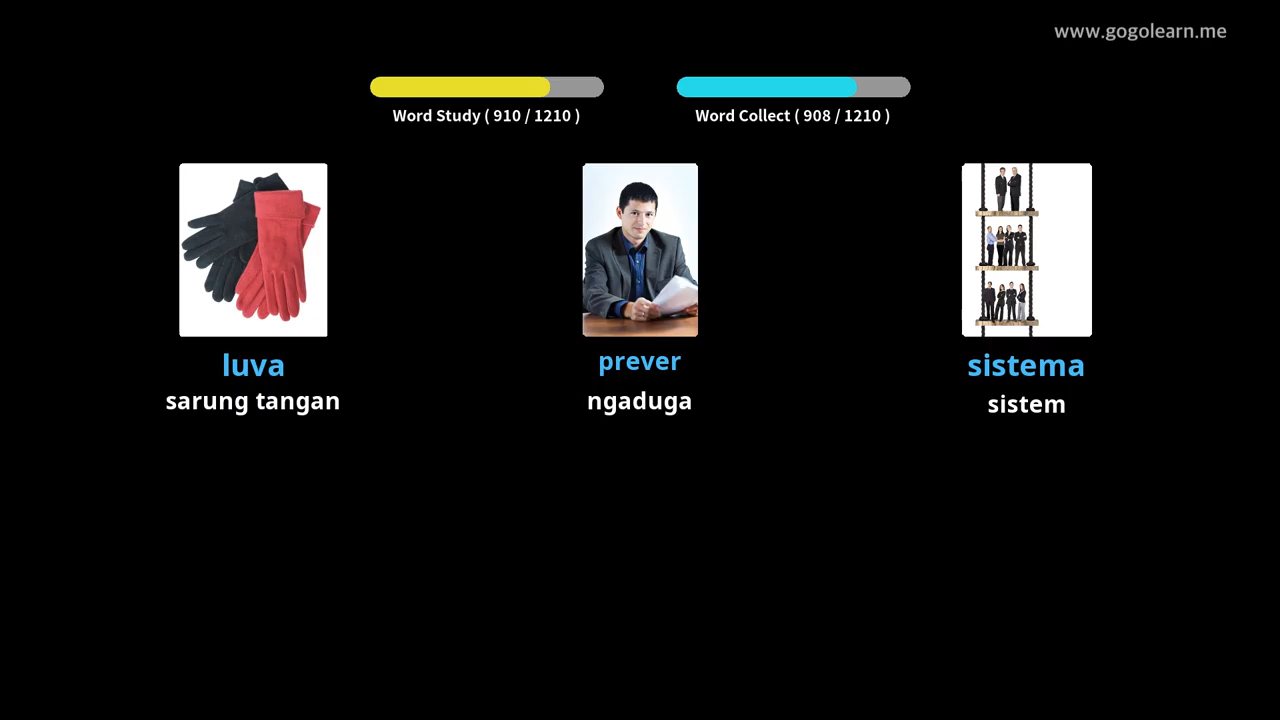 www.gogolearn.me
Word Study ( 910 / 1210 )
Word Collect ( 908 / 1210 )
luva
sarung tangan
prever
ngaduga
sistema
sistem